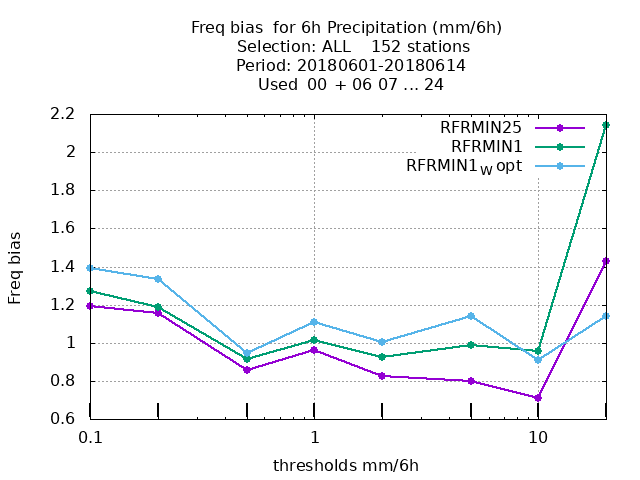 Freq bias  for 6h Precipitation (mm/6h)
Selection: ALL    152 stations
Period: 20180601-20180614
Used  00 + 06 07 ... 24
RFRMIN25
RFRMIN1
RFRMIN1W opt
2.2
2
1.8
1.6
1.4
1.2
1
0.8
0.6
Freq bias
0.1 1 10
thresholds mm/6h